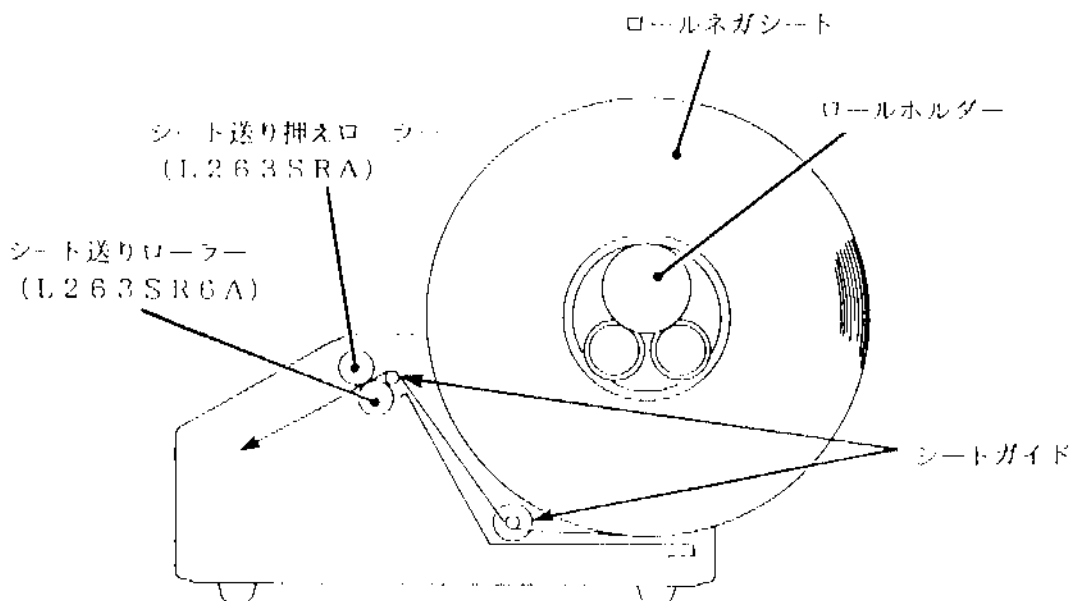 ロールネガシート
ロールホルダー
シート送り押えローラー
(L263SRA)
シート送りローラー
(L263SR6A)
シートガイド